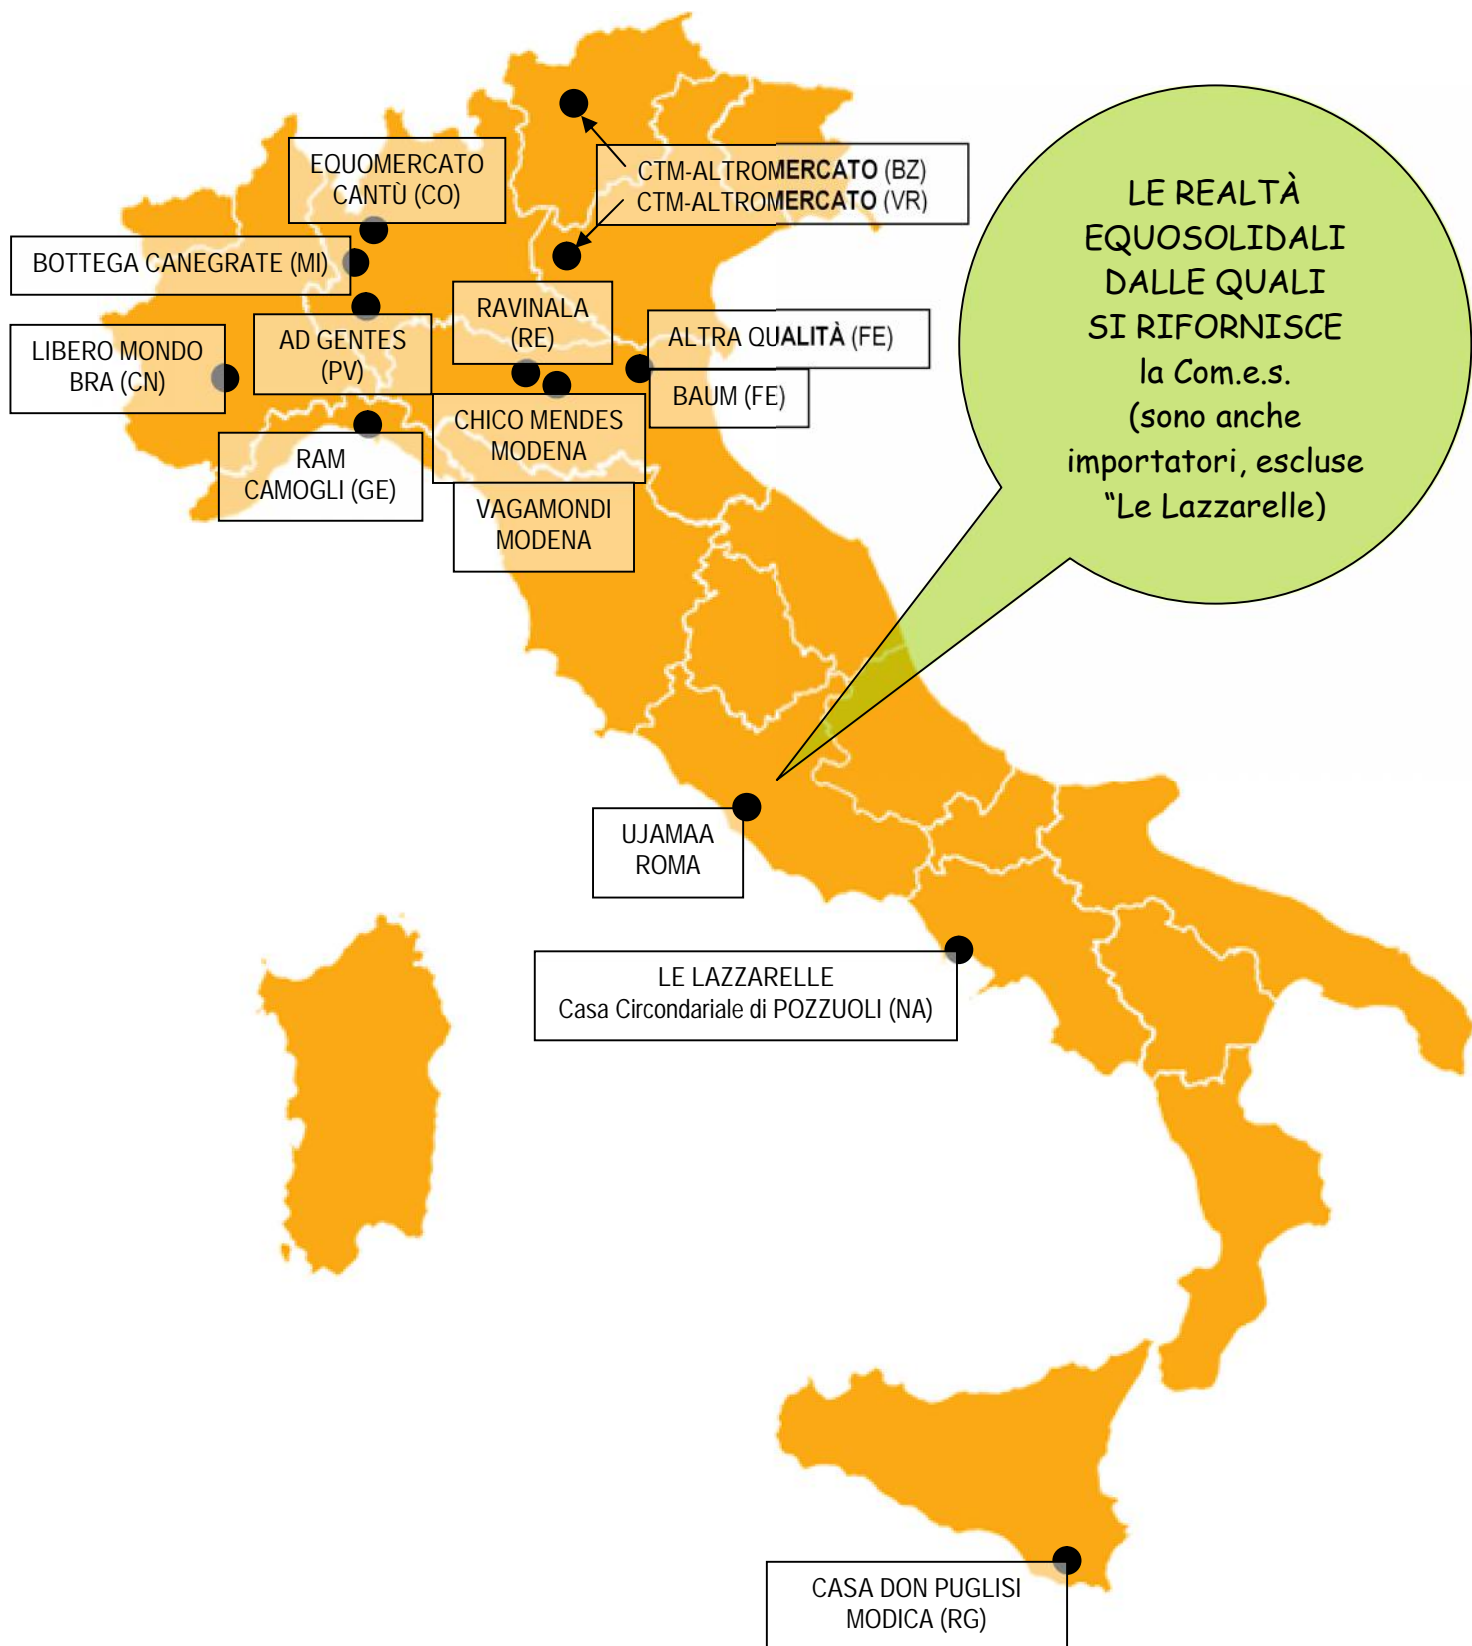 EQUOMERCATO
CANTÙ (CO)
CTM-ALTROMERCATO (BZ)
CTM-ALTROMERCATO (VR)
BOTTEGA CANEGRATE (MI)
LIBERO MONDO
BRA (CN)
AD GENTES
(PV)
RAVINALA
(RE)
ALTRA QUALITÀ (FE)
BAUM (FE)
CHICO MENDES
MODENA
RAM
CAMOGLI (GE)
VAGAMONDI
MODENA
LE REALTÀ
EQUOSOLIDALI
DALLE QUALI
SI RIFORNISCE
la Com.e.s.
(sono anche
importatori, escluse
“Le Lazzarelle)
UJAMAA
ROMA
LE LAZZARELLE
Casa Circondariale di POZZUOLI (NA)
CASA DON PUGLISI
MODICA (RG)